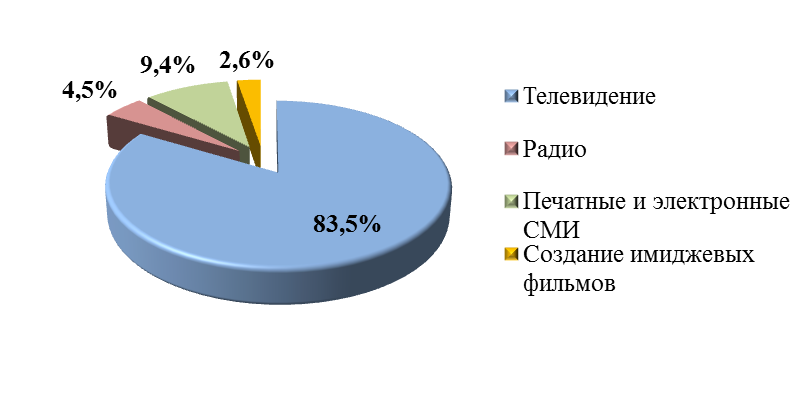 2,6%
9,4%
4,5%
83,5%
Телевидение
Радио
Печатные и электронные
СМИ
Создание имиджевых
фильмов